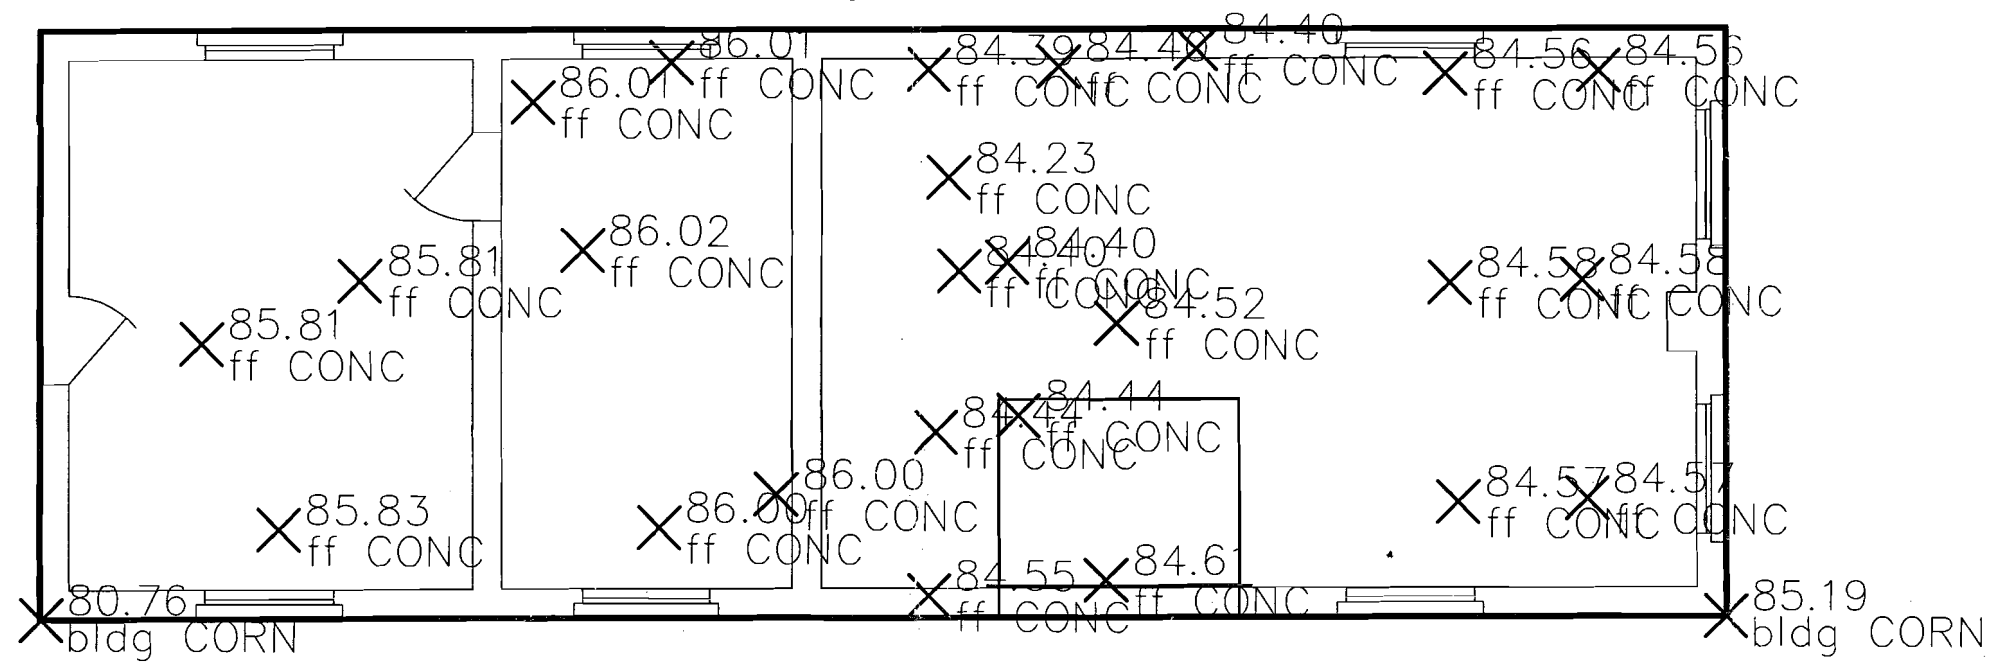 86.01
ff CONC
86.01
ff CONC
84.39
ff CONC
84.40
ff CONC
84.40
ff CONC
84.56
ff CONC
84.56
ff CONC
84.23
ff CONC
86.02
ff CONC
85.81
ff CONC
84.40
ff CONC
84.40
ff CONC
84.58
ff CONC
84.58
ff CONC
85.81
ff CONC
84.52
ff CONC
84.44
ff CONC
84.44
ff CONC
86.00
ff CONC
86.00
ff CONC
84.57
ff CONC
84.57
ff CONC
85.83
ff CONC
84.55
ff CONC
84.61
ff CONC
80.76
bldg CORN
85.19
bldg CORN